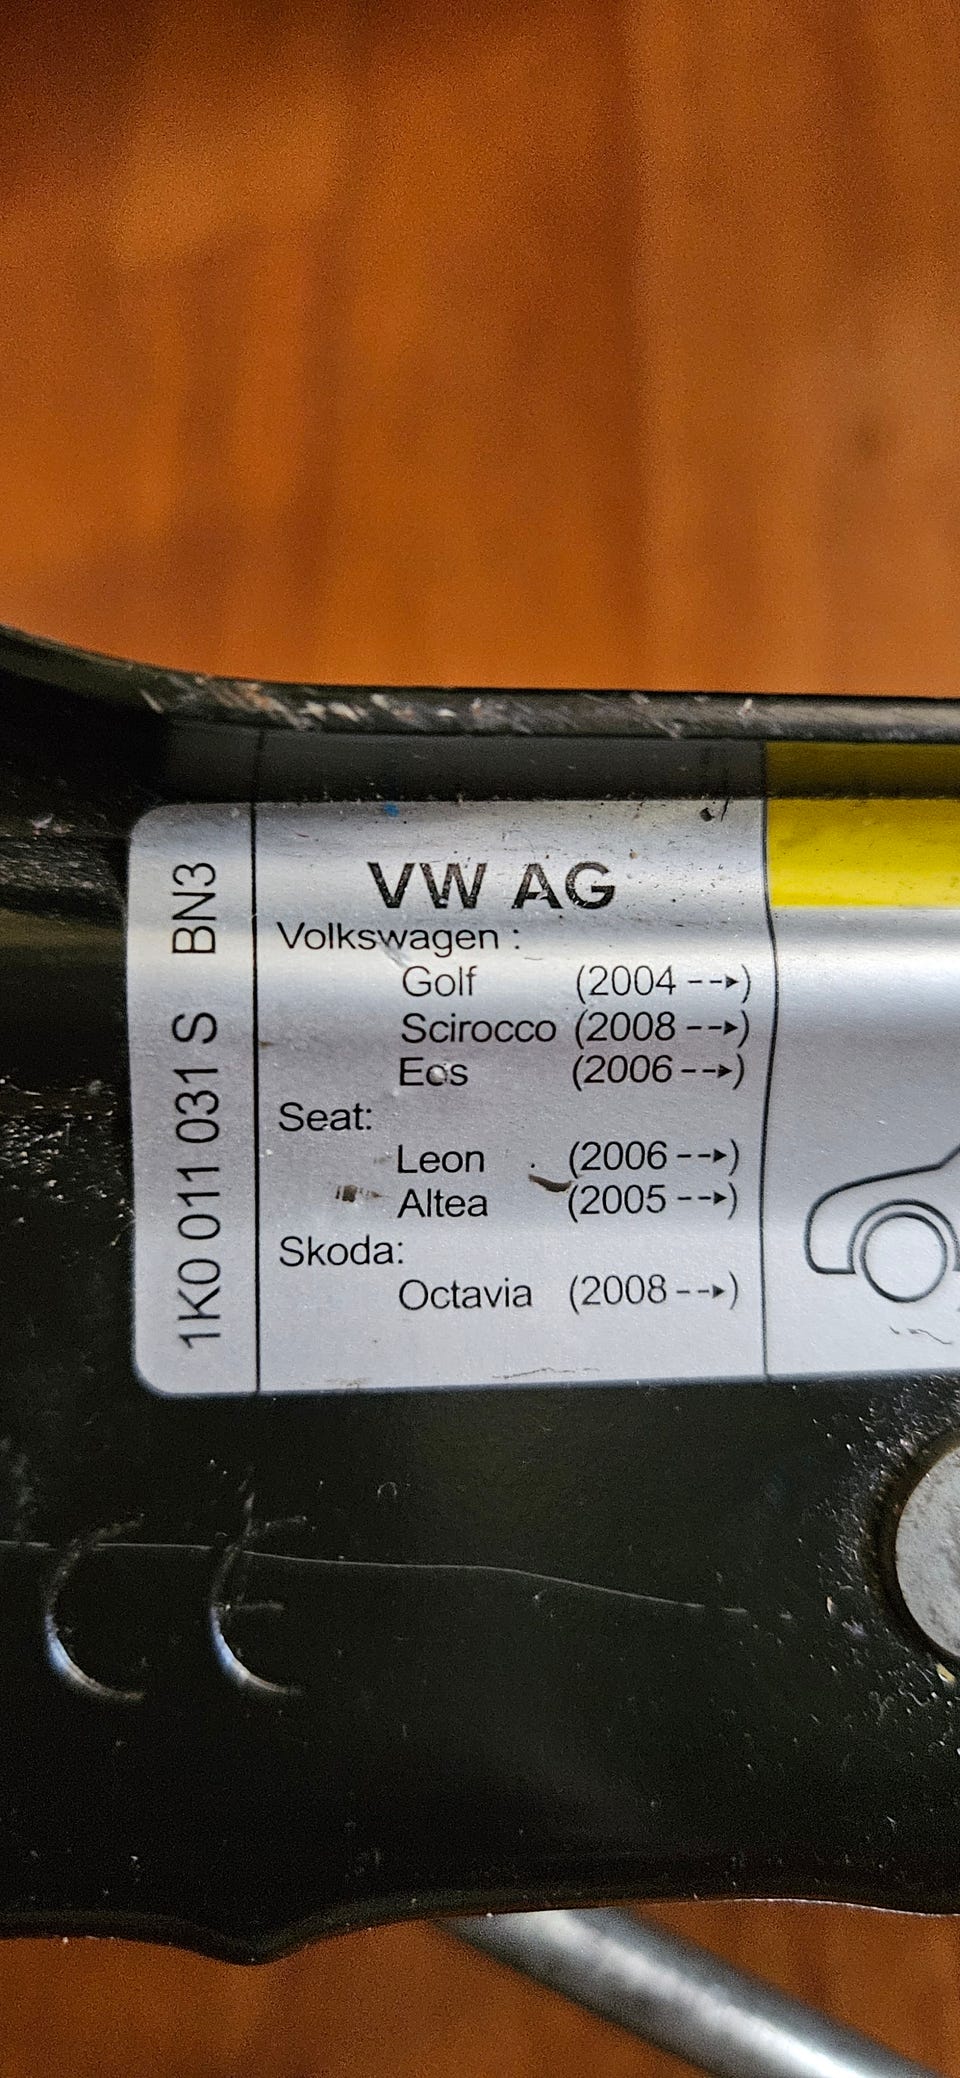 VW AG
Volkswagen :
Golf (2004 -->)
Scirocco (2008 -->)
Eos (2006 -->)
Seat:
Leon (2006 -->)
Altea (2005 -->)
Skoda:
Octavia (2008 -->)
1K0 011 031 S BN3